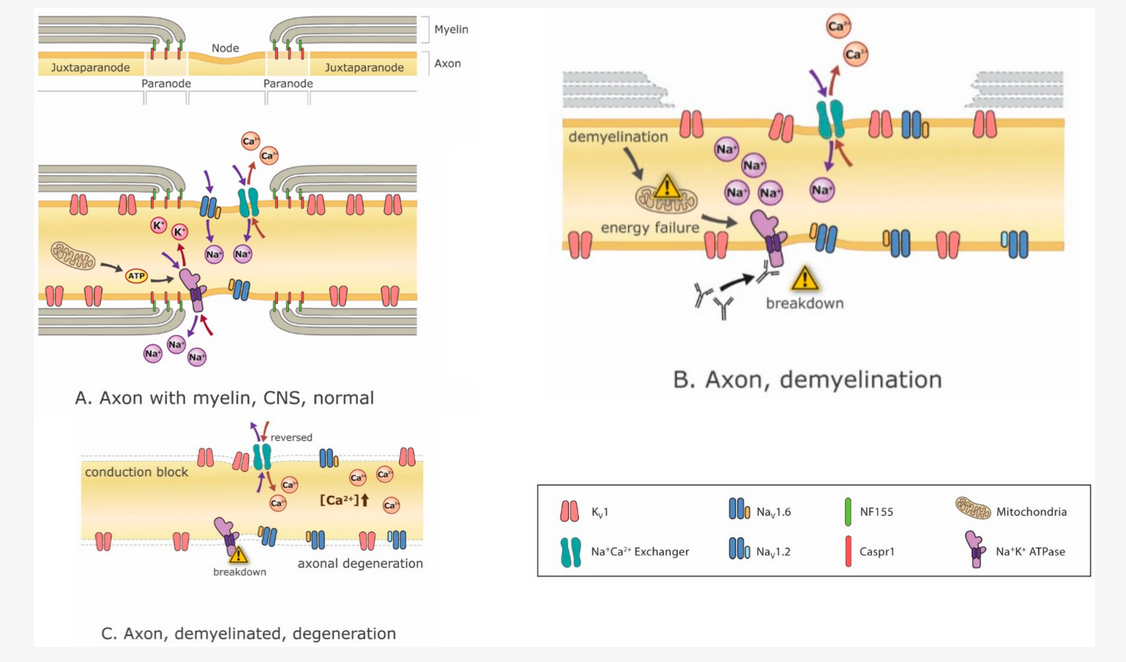 Myelin
Node
Juxtaparanode
Juxtaparanode
Axon
Paranode
Paranode
Ca²⁺
Ca²⁺
K⁺
K⁺
Na⁺
Na⁺
ATP
Na⁺
Na⁺
Na⁺
A. Axon with myelin, CNS, normal
Ca²⁺
Ca²⁺
demyelination
Na⁺
Na⁺
Na⁺
Na⁺
Na⁺
energy failure
breakdown
B. Axon, demyelination
reversed
conduction block
Ca²⁺
Ca²⁺
Ca²⁺
Ca²⁺
[Ca²⁺]⬆
Ca²⁺
breakdown
axonal degeneration
C. Axon, demyelinated, degeneration
Kᵥ1
Naᵥ1.6
NF155
Mitochondria
Na⁺Ca²⁺ Exchanger
Naᵥ1.2
Caspr1
Na⁺K⁺ ATPase